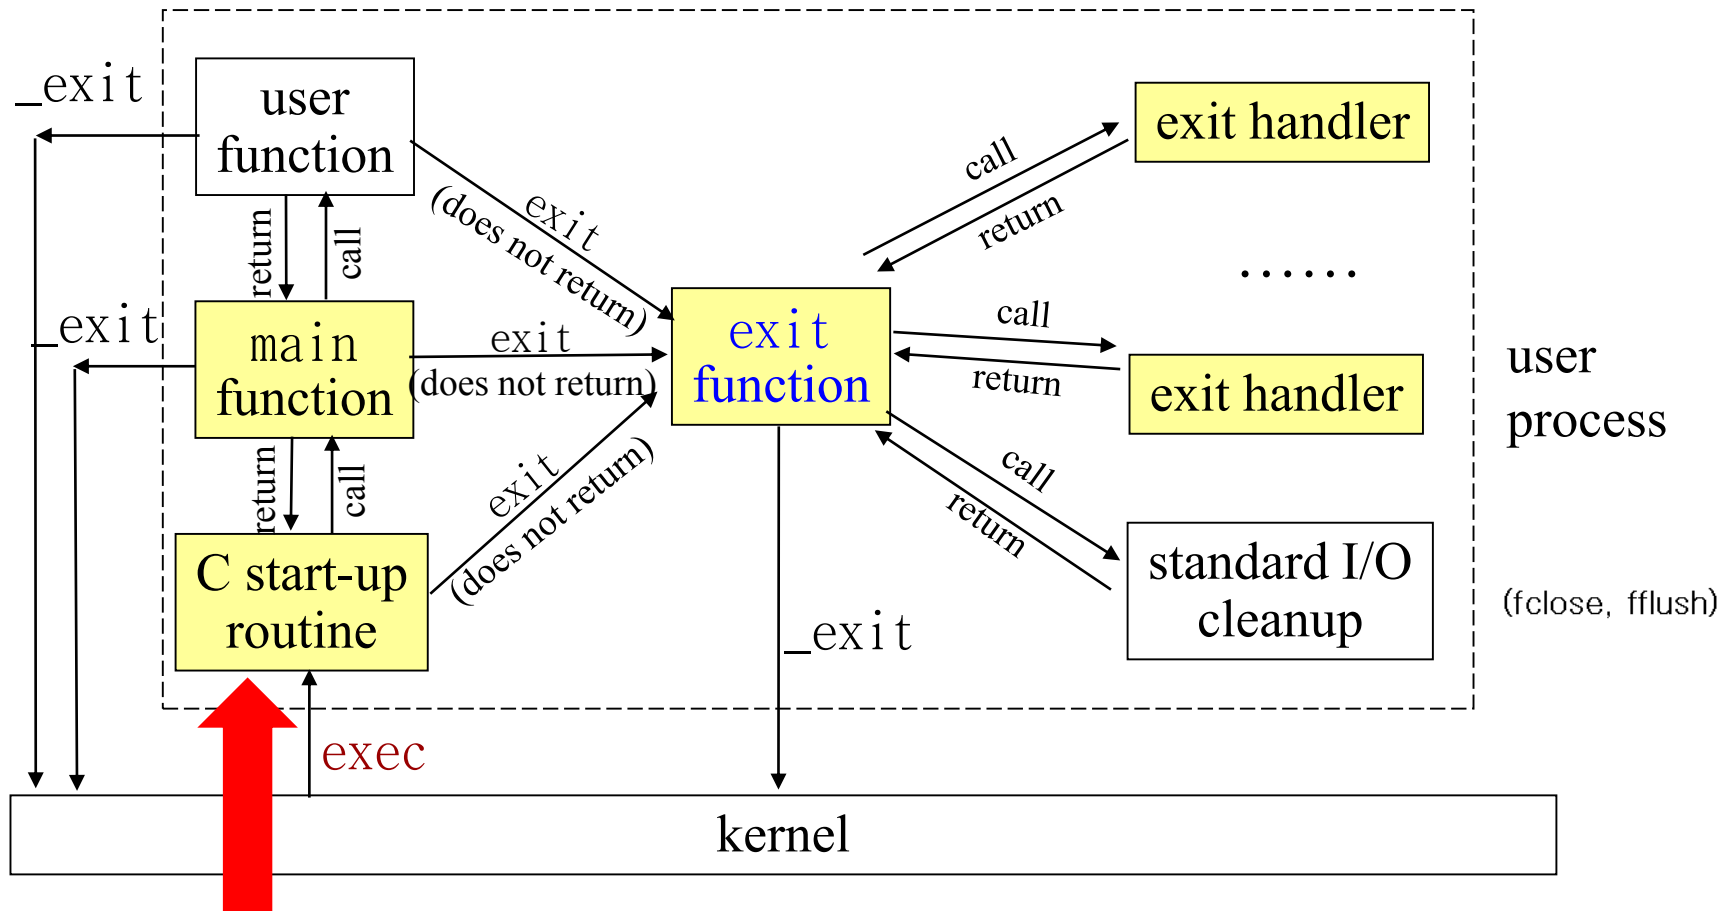 _exit
user
function
exit
(does not return)
return
call
call
return
exit handler
……
_exit
main
function
exit
(does not return)
exit
function
call
return
exit handler
user
process
return
call
exit
(does not return)
call
return
C start-up
routine
_exit
standard I/O
cleanup
(fclose, fflush)
exec
kernel